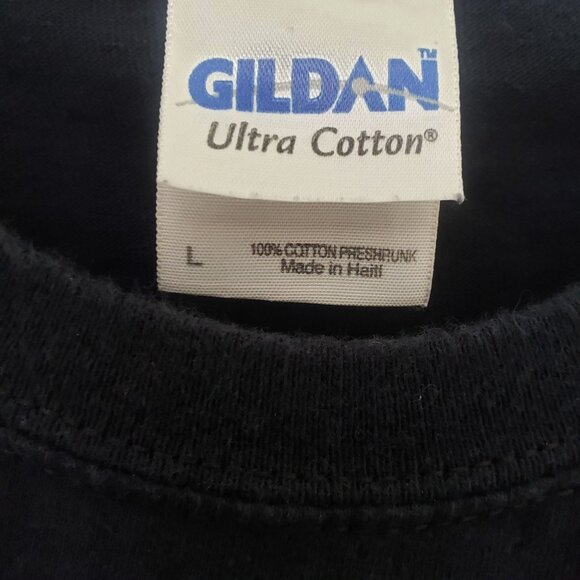 GILDAN™
Ultra Cotton®
L
100% COTTON PRESHRUNK
Made in Haiti